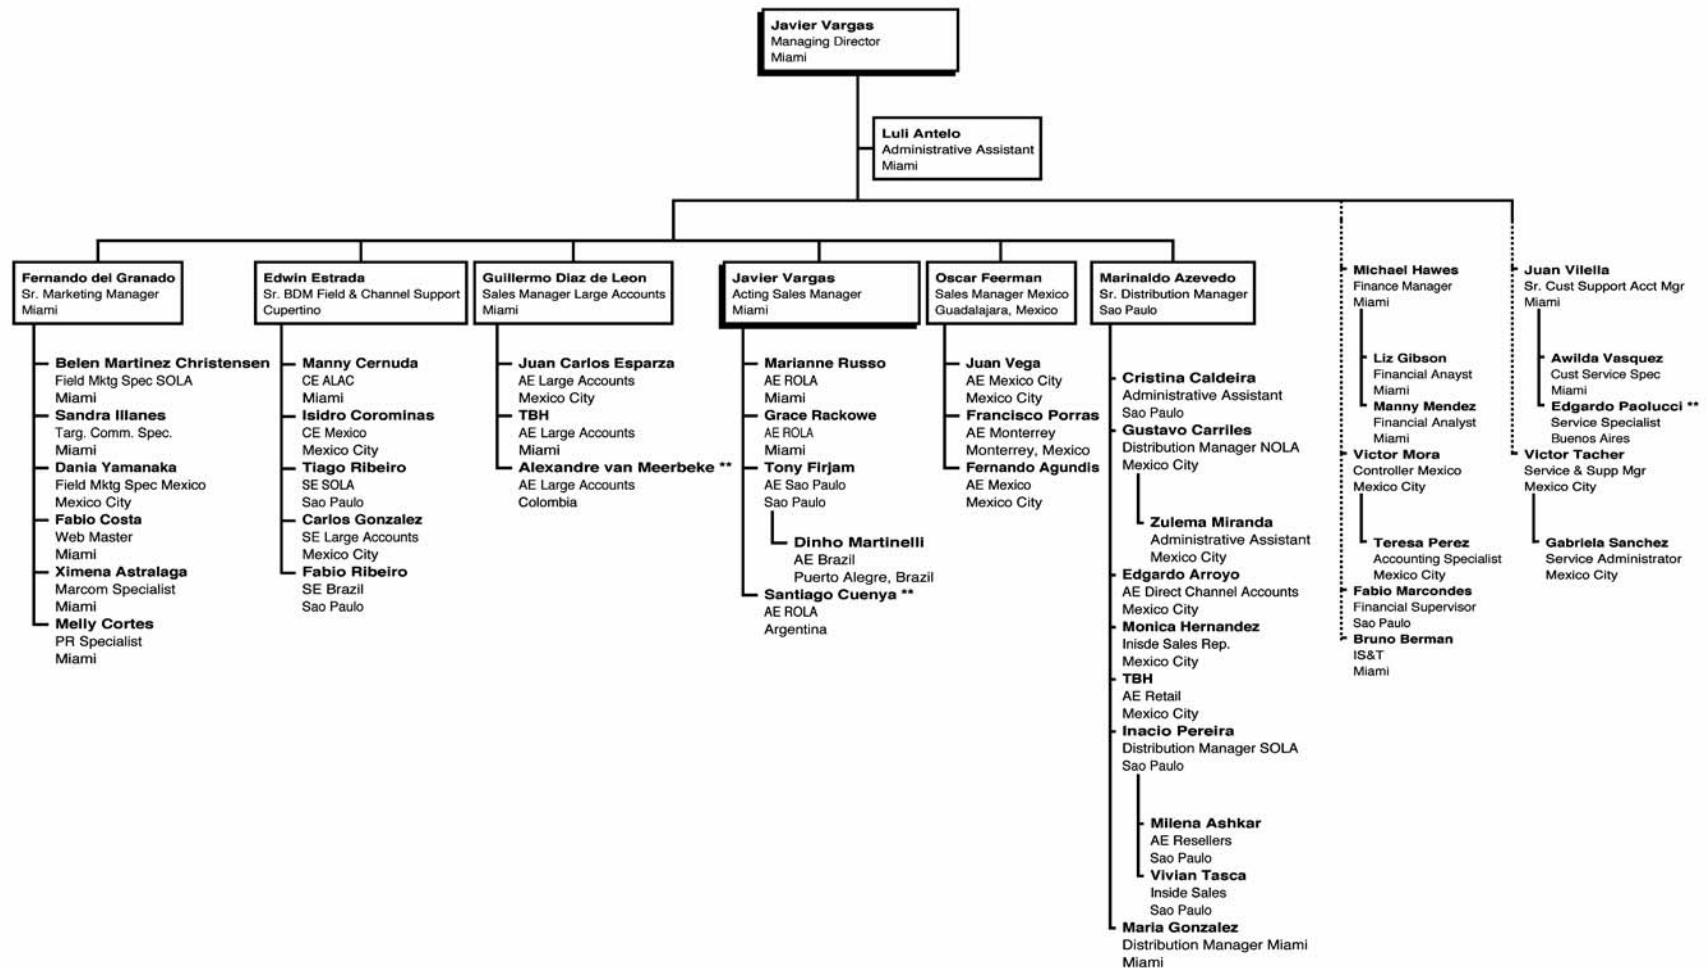 Javier Vargas
Managing Director
Miami
Luli Antelo
Administrative Assistant
Miami
Fernando del Granado
Sr. Marketing Manager
Miami
Belen Martinez Christensen
Field Mktg Spec SOLA
Miami
Sandra Illanes
Targ. Comm. Spec.
Miami
Dania Yamanaka
Field Mktg Spec Mexico
Mexico City
Fabio Costa
Web Master
Miami
Ximena Astralaga
Marcom Specialist
Miami
Melly Cortes
PR Specialist
Miami
Edwin Estrada
Sr. BDM Field & Channel Support
Cupertino
Manny Cernuda
CE ALAC
Miami
Isidro Corominas
CE Mexico
Mexico City
Tiago Ribeiro
SE SOLA
Sao Paulo
Carlos Gonzalez
SE Large Accounts
Mexico City
Fabio Ribeiro
SE Brazil
Sao Paulo
Guillermo Diaz de Leon
Sales Manager Large Accounts
Miami
Juan Carlos Esparza
AE Large Accounts
Mexico City
TBH
AE Large Accounts
Miami
Alexandre van Meerbeke **
AE Large Accounts
Colombia
Javier Vargas
Acting Sales Manager
Miami
Marianne Russo
AE ROLA
Miami
Grace Rackowe
AE ROLA
Miami
Tony Firjam
AE Sao Paulo
Sao Paulo
Dinho Martinelli
AE Brazil
Puerto Alegre, Brazil
Santiago Cuenya **
AE ROLA
Argentina
Oscar Feerman
Sales Manager Mexico
Guadalajara, Mexico
Juan Vega
AE Mexico City
Mexico City
Francisco Porras
AE Monterrey
Monterrey, Mexico
Fernando Agundis
AE Mexico
Mexico City
Marinaldo Azevedo
Sr. Distribution Manager
Sao Paulo
Cristina Caldeira
Administrative Assistant
Sao Paulo
Gustavo Carriles
Distribution Manager NOLA
Mexico City
Zulema Miranda
Administrative Assistant
Mexico City
Edgardo Arroyo
AE Direct Channel Accounts
Mexico City
Monica Hernandez
Inisde Sales Rep.
Mexico City
TBH
AE Retail
Mexico City
Inacio Pereira
Distribution Manager SOLA
Sao Paulo
Milena Ashkar
AE Resellers
Sao Paulo
Vivian Tasca
Inside Sales
Sao Paulo
Maria Gonzalez
Distribution Manager Miami
Miami
Michael Hawes
Finance Manager
Miami
Liz Gibson
Financial Anayst
Miami
Manny Mendez
Financial Analyst
Miami
Victor Mora
Controller Mexico
Mexico City
Teresa Perez
Accounting Specialist
Mexico City
Fabio Marcondes
Financial Supervisor
Sao Paulo
Bruno Berman
IS&T
Miami
Juan Vilella
Sr. Cust Support Acct Mgr
Miami
Awilda Vasquez
Cust Service Spec
Miami
Edgardo Paolucci **
Service Specialist
Buenos Aires
Victor Tacher
Service & Supp Mgr
Mexico City
Gabriela Sanchez
Service Administrator
Mexico City